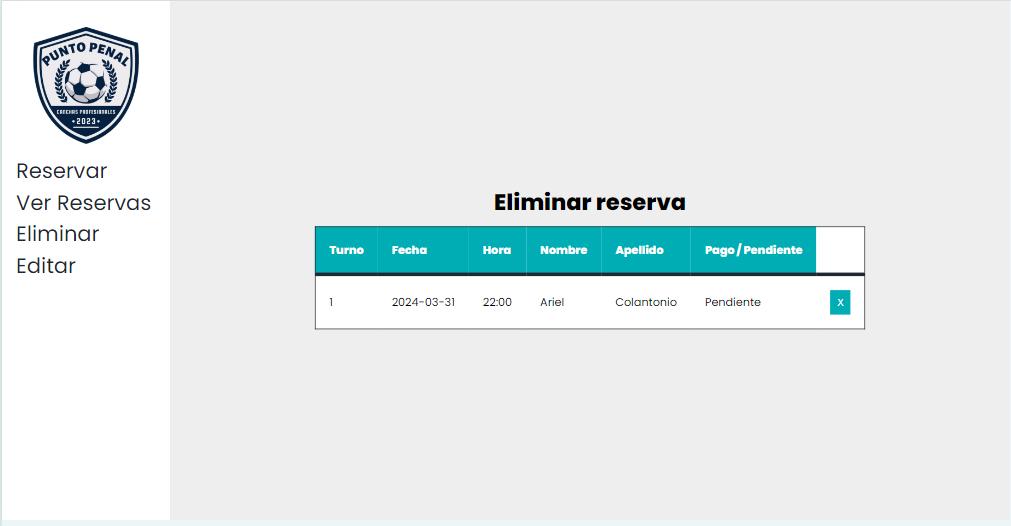 PUNTO PENAL
CANCHAS PROFESIONALES
2023
Reservar
Ver Reservas
Eliminar
Editar
Eliminar reserva
Turno Fecha Hora Nombre Apellido Pago / Pendiente
1 2024-03-31 22:00 Ariel Colantonio Pendiente X